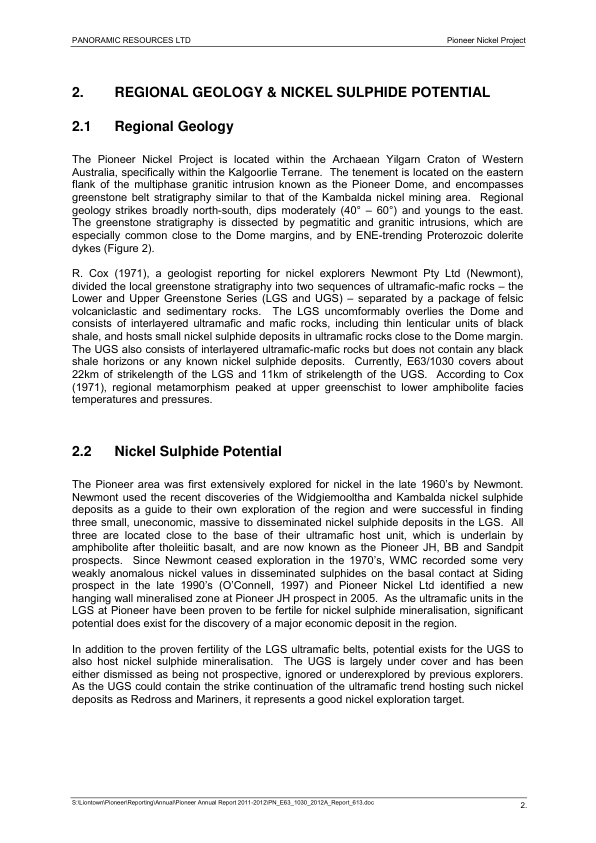 PANORAMIC RESOURCES LTD Pioneer Nickel Project
2. REGIONAL GEOLOGY & NICKEL SULPHIDE POTENTIAL
2.1 Regional Geology
The Pioneer Nickel Project is located within the Archaean Yilgarn Craton of Western
Australia, specifically within the Kalgoorlie Terrane. The tenement is located on the eastern
flank of the multiphase granitic intrusion known as the Pioneer Dome, and encompasses
greenstone belt stratigraphy similar to that of the Kambalda nickel mining area. Regional
geology strikes broadly north-south, dips moderately (40° – 60°) and youngs to the east.
The greenstone stratigraphy is dissected by pegmatitic and granitic intrusions, which are
especially common close to the Dome margins, and by ENE-trending Proterozoic dolerite
dykes (Figure 2).
R. Cox (1971), a geologist reporting for nickel explorers Newmont Pty Ltd (Newmont),
divided the local greenstone stratigraphy into two sequences of ultramafic-mafic rocks – the
Lower and Upper Greenstone Series (LGS and UGS) – separated by a package of felsic
volcaniclastic and sedimentary rocks. The LGS uncomformably overlies the Dome and
consists of interlayered ultramafic and mafic rocks, including thin lenticular units of black
shale, and hosts small nickel sulphide deposits in ultramafic rocks close to the Dome margin.
The UGS also consists of interlayered ultramafic-mafic rocks but does not contain any black
shale horizons or any known nickel sulphide deposits. Currently, E63/1030 covers about
22km of strikelength of the LGS and 11km of strikelength of the UGS. According to Cox
(1971), regional metamorphism peaked at upper greenschist to lower amphibolite facies
temperatures and pressures.
2.2 Nickel Sulphide Potential
The Pioneer area was first extensively explored for nickel in the late 1960's by Newmont.
Newmont used the recent discoveries of the Widgiemooltha and Kambalda nickel sulphide
deposits as a guide to their own exploration of the region and were successful in finding
three small, uneconomic, massive to disseminated nickel sulphide deposits in the LGS. All
three are located close to the base of their ultramafic host unit, which is underlain by
amphibolite after tholeiitic basalt, and are now known as the Pioneer JH, BB and Sandpit
prospects. Since Newmont ceased exploration in the 1970's, WMC recorded some very
weakly anomalous nickel values in disseminated sulphides on the basal contact at Siding
prospect in the late 1990's (O'Connell, 1997) and Pioneer Nickel Ltd identified a new
hanging wall mineralised zone at Pioneer JH prospect in 2005. As the ultramafic units in the
LGS at Pioneer have been proven to be fertile for nickel sulphide mineralisation, significant
potential does exist for the discovery of a major economic deposit in the region.
In addition to the proven fertility of the LGS ultramafic belts, potential exists for the UGS to
also host nickel sulphide mineralisation. The UGS is largely under cover and has been
either dismissed as being not prospective, ignored or underexplored by previous explorers.
As the UGS could contain the strike continuation of the ultramafic trend hosting such nickel
deposits as Redross and Mariners, it represents a good nickel exploration target.
S:\Liontown\Pioneer\Reporting\Annual\Pioneer Annual Report 2011-2012\PN_E63_1030_2012A_Report_613.doc 2.